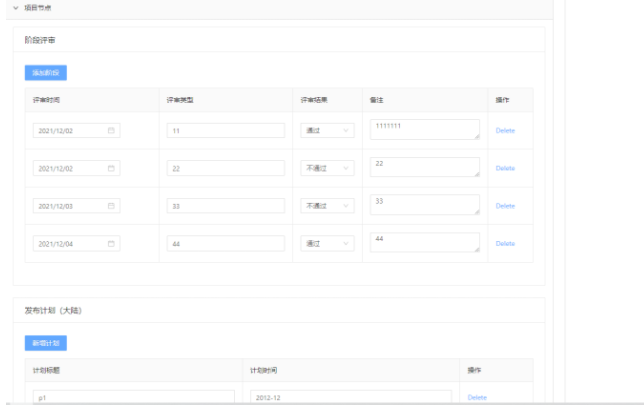 项目节点
阶段评审
添加阶段
评审时间 评审类型 评审结果 备注 操作
2021/12/02 11 通过 1111111 Delete
2021/12/02 22 不通过 22 Delete
2021/12/03 33 不通过 33 Delete
2021/12/04 44 通过 44 Delete
发布计划（大陆）
新增计划
计划标题 计划时间 操作
p1 2012-12 Delete